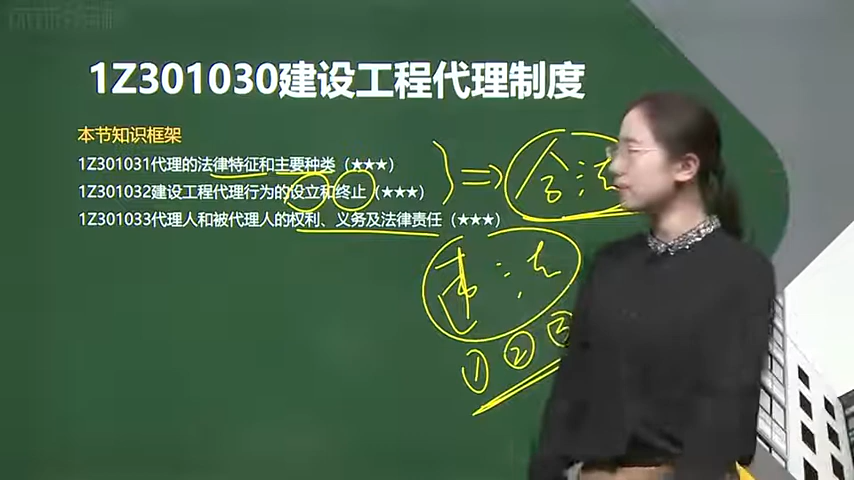 1Z301030建设工程代理制度
本节知识框架
1Z301031代理的法律特征和主要种类（★★★）
1Z301032建设工程代理行为的设立和终止（★★★）
1Z301033代理人和被代理人的权利、义务及法律责任（★★★）
合法
违法
① ② ③